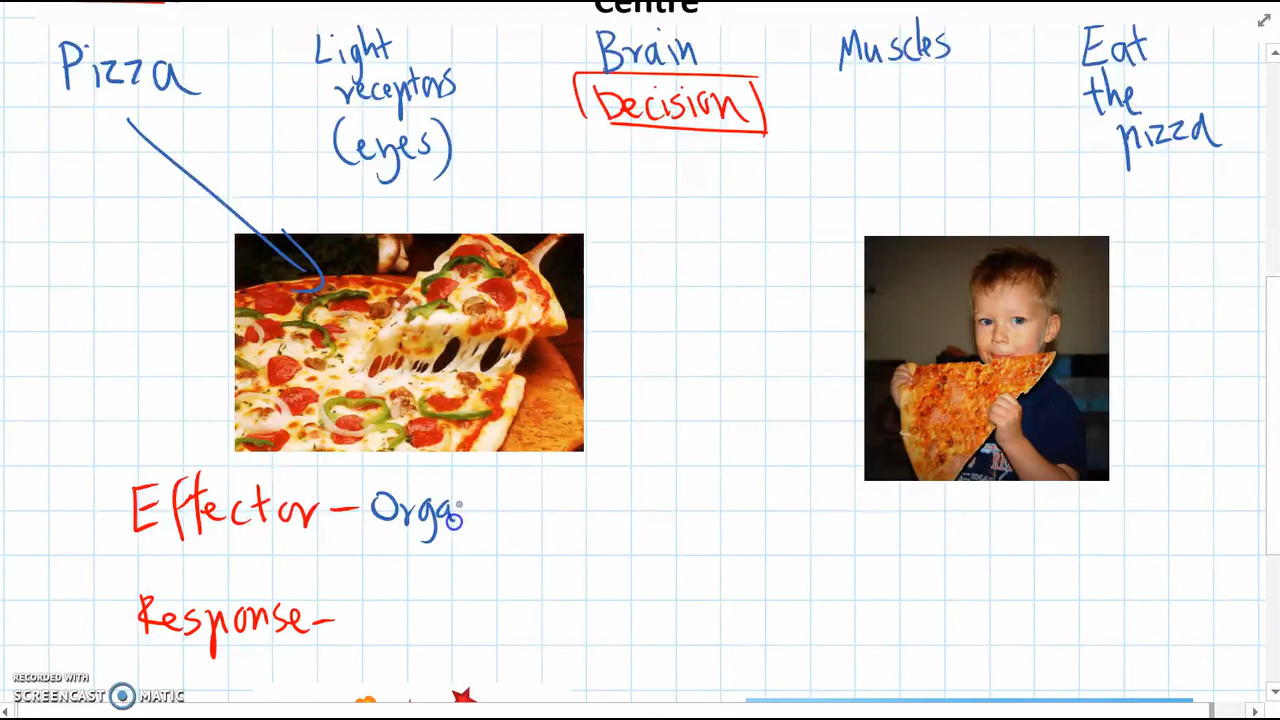 Centre
Pizza
Light
receptors
(eyes)
Brain
Decision
Muscles
Eat
the
pizza
Effector - Orga
Response -
RECORDED WITH
SCREENCAST MATIC